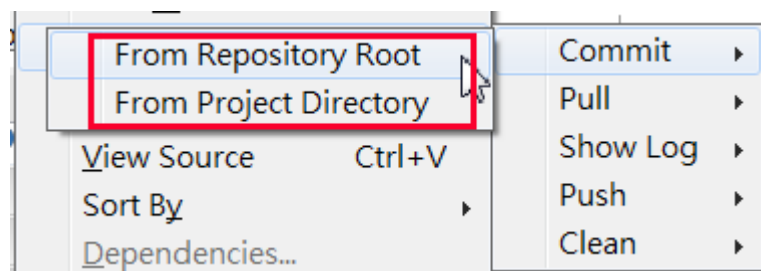 From Repository Root
From Project Directory
View Source Ctrl+V
Sort By
Dependencies...
Commit
Pull
Show Log
Push
Clean